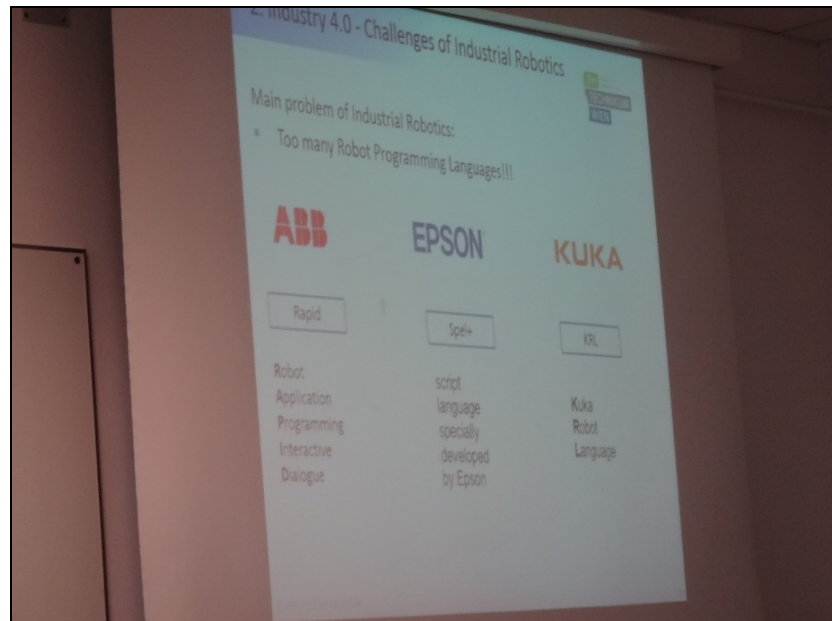 2. Industry 4.0 - Challenges of Industrial Robotics
TECHNIKUM
WIEN
Main problem of Industrial Robotics:
• Too many Robot Programming Languages!!!
ABB
EPSON
KUKA
Rapid
Spel+
KRL
Robot
Application
Programming
Interactive
Dialogue
script
language
specially
developed
by Epson
Kuka
Robot
Language